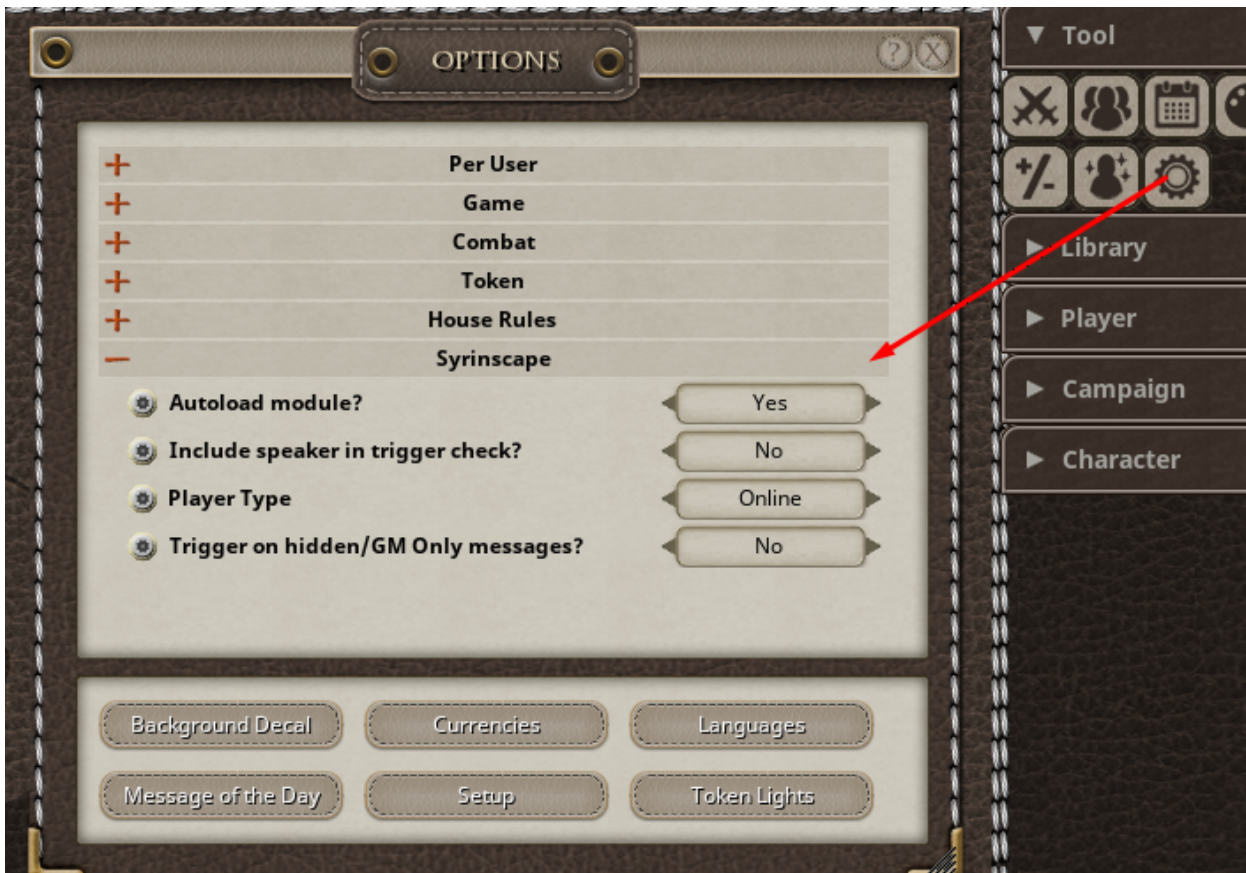 OPTIONS
? X
Per User
Game
Combat
Token
House Rules
Syrinscape
Autoload module? Yes
Include speaker in trigger check? No
Player Type Online
Trigger on hidden/GM Only messages? No
Background Decal Currencies Languages
Message of the Day Setup Token Lights
Tool
+/-
Library
Player
Campaign
Character